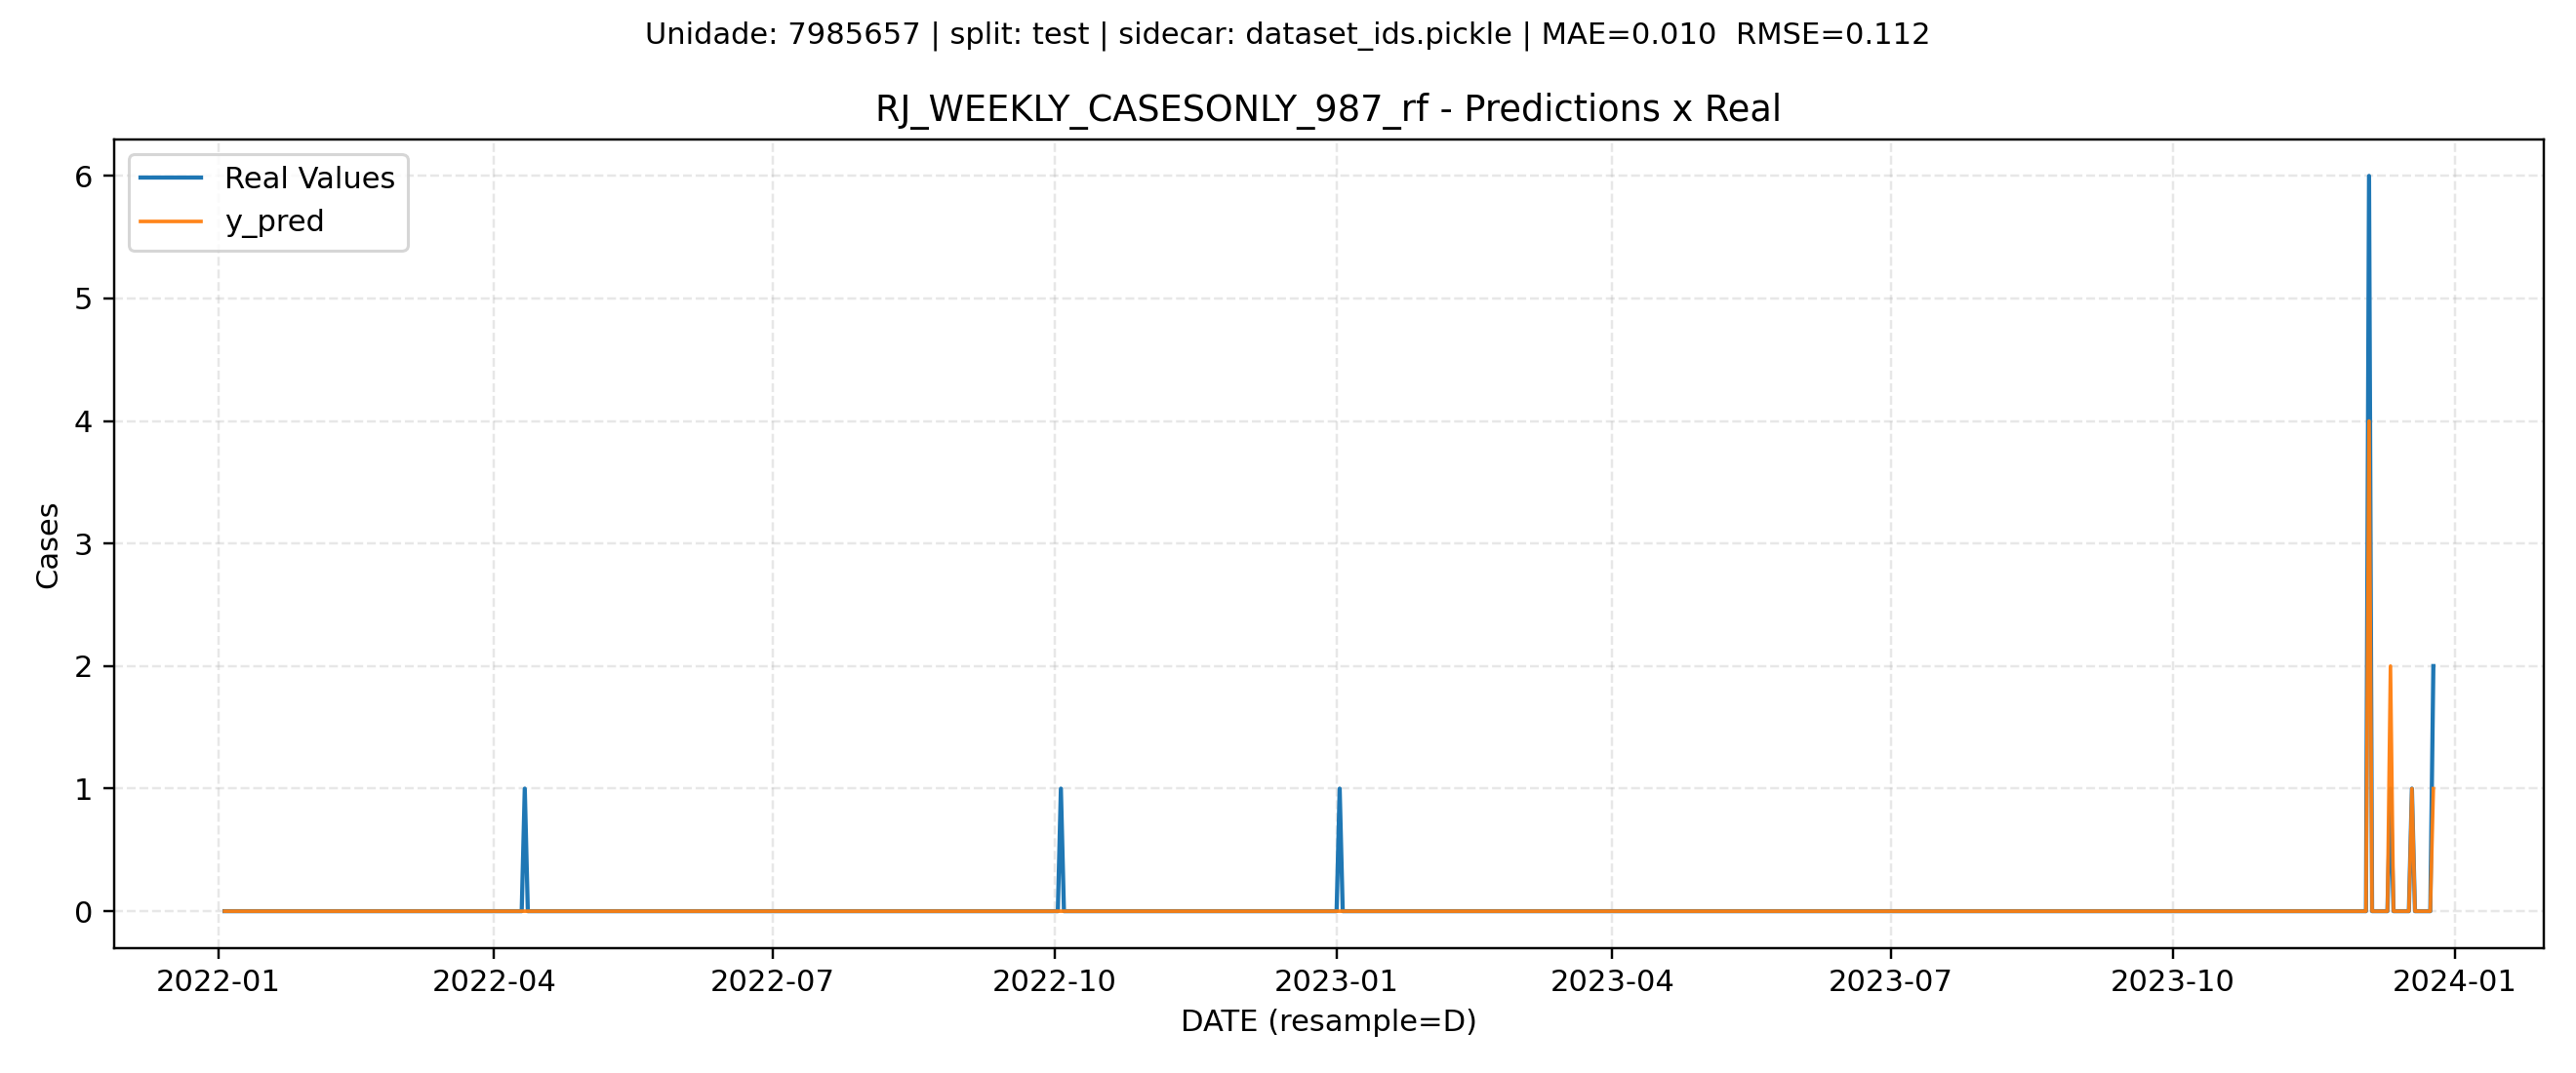 Unidade: 7985657 | split: test | sidecar: dataset_ids.pickle | MAE=0.010  RMSE=0.112
RJ_WEEKLY_CASESONLY_987_rf - Predictions x Real
Real Values
y_pred
6
5
4
3
2
1
0
Cases
2022-01
2022-04
2022-07
2022-10
2023-01
2023-04
2023-07
2023-10
2024-01
DATE (resample=D)